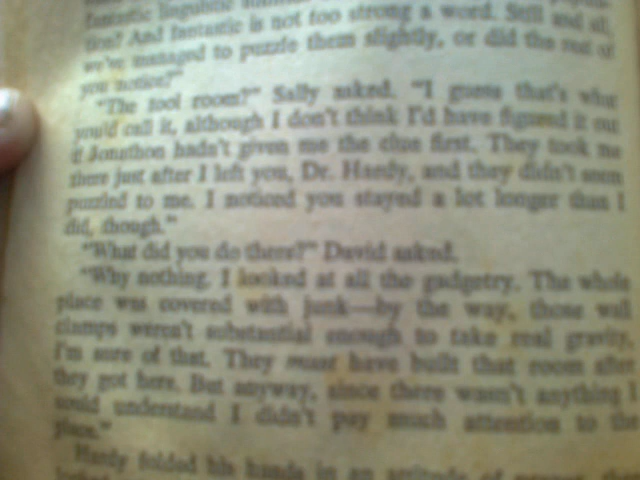 fantastic linguistic
tion? And fantastic is not too strong a word. Still and all,
we've managed to puzzle them slightly, or did the rest of
you notice?"
"The tool room?" Sally asked. "I guess that's what
you'd call it, although I don't think I'd have figured it out
if Jonathon hadn't given me the clue first. They took me
there just after I left you, Dr. Hardy, and they didn't seem
puzzled to me. I noticed you stayed a lot longer than I
did, though."
"What did you do there?" David asked.
"Why nothing. I looked at all the gadgetry. The whole
place was covered with junk—by the way, those wall
clamps weren't substantial enough to take real gravity,
I'm sure of that. They must have built that room after
they got here. But anyway, since there wasn't anything I
would understand I didn't pay much attention to the
place."
Hardy folded his hands in an attitude of